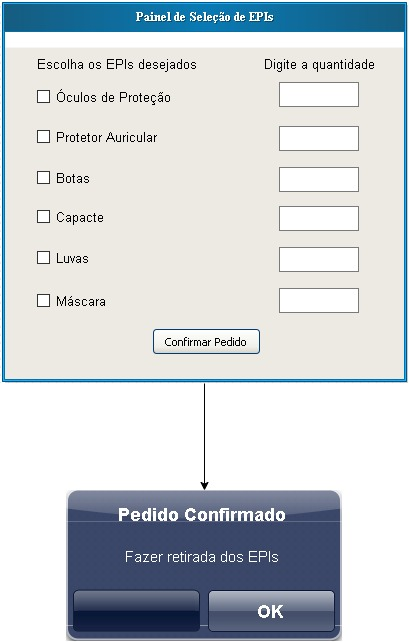 Painel de Seleção de EPIs
Escolha os EPIs desejados Digite a quantidade
Óculos de Proteção
Protetor Auricular
Botas
Capacte
Luvas
Máscara
Confirmar Pedido
Pedido Confirmado
Fazer retirada dos EPIs
OK